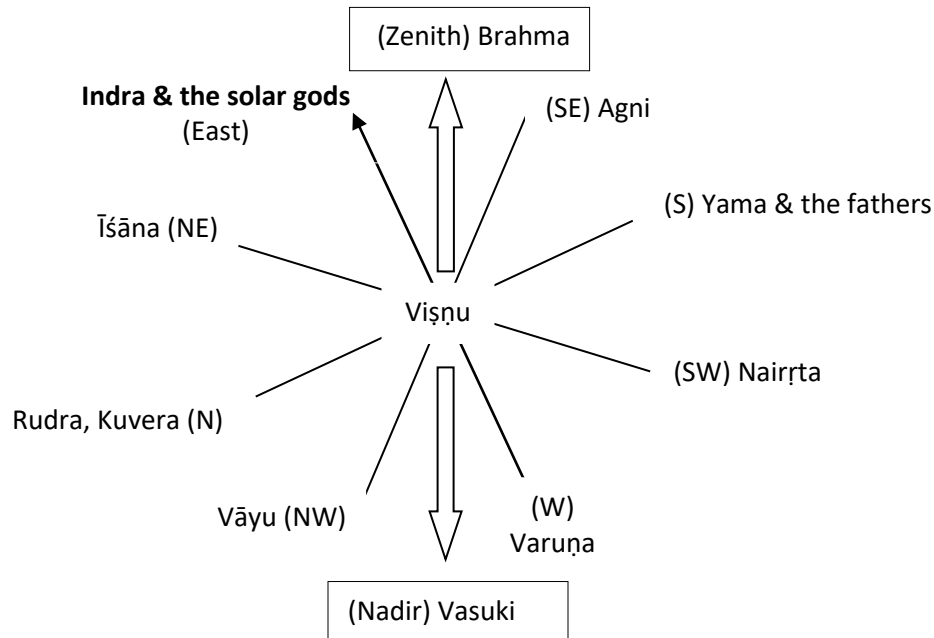 (Zenith) Brahma
Indra & the solar gods
(East)
(SE) Agni
(S) Yama & the fathers
Īśāna (NE)
Viṣṇu
(SW) Nairṛta
Rudra, Kuvera (N)
Vāyu (NW)
(W)
Varuṇa
(Nadir) Vasuki